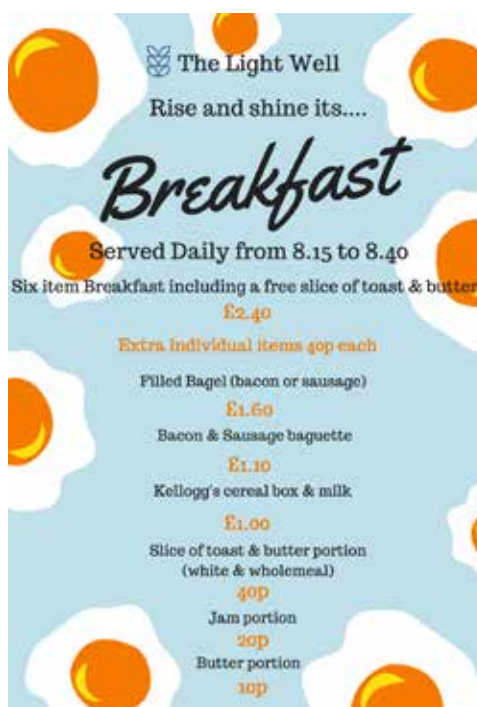 The Light Well
Rise and shine its....
Breakfast
Served Daily from 8.15 to 8.40
Six item Breakfast including a free slice of toast & butter
£2.40
Extra individual items 40p each
Filled Bagel (bacon or sausage)
£1.60
Bacon & Sausage baguette
£1.10
Kellogg's cereal box & milk
£1.00
Slice of toast & butter portion
(white & wholemeal)
40p
Jam portion
20p
Butter portion
10p